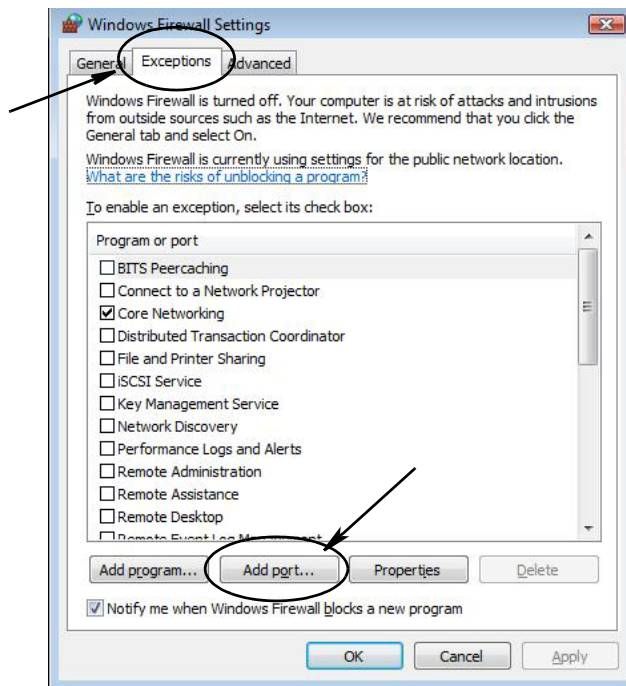 Windows Firewall Settings
General
Exceptions
Advanced
Windows Firewall is turned off. Your computer is at risk of attacks and intrusions
from outside sources such as the Internet. We recommend that you click the
General tab and select On.
Windows Firewall is currently using settings for the public network location.
What are the risks of unblocking a program?
To enable an exception, select its check box:
Program or port
BITS Peercaching
Connect to a Network Projector
Core Networking
Distributed Transaction Coordinator
File and Printer Sharing
iSCSI Service
Key Management Service
Network Discovery
Performance Logs and Alerts
Remote Administration
Remote Assistance
Remote Desktop
Remote Event Log Management
Add program...
Add port...
Properties
Delete
Notify me when Windows Firewall blocks a new program
OK
Cancel
Apply